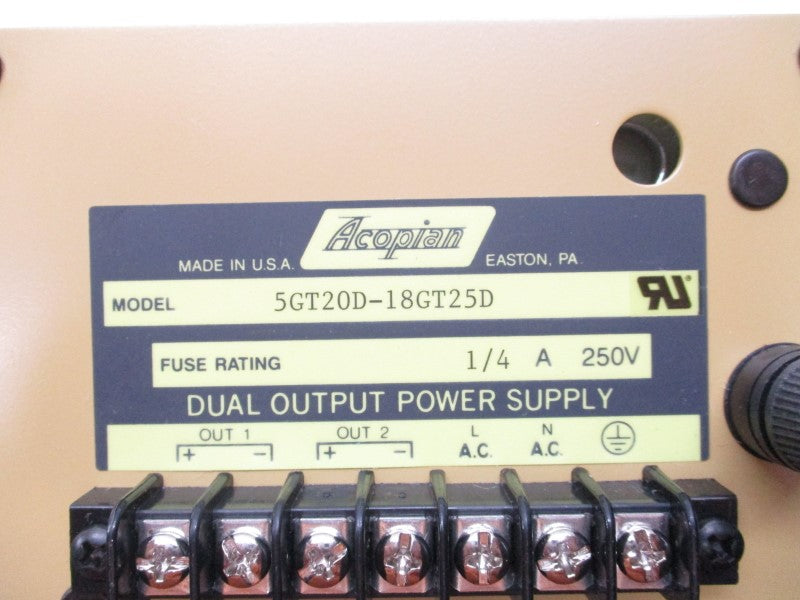 Acopian
MADE IN U.S.A. EASTON, PA.
MODEL 5GT20D-18GT25D
FUSE RATING 1/4 A 250V
DUAL OUTPUT POWER SUPPLY
OUT 1 OUT 2 L N
+ − + − A.C. A.C.